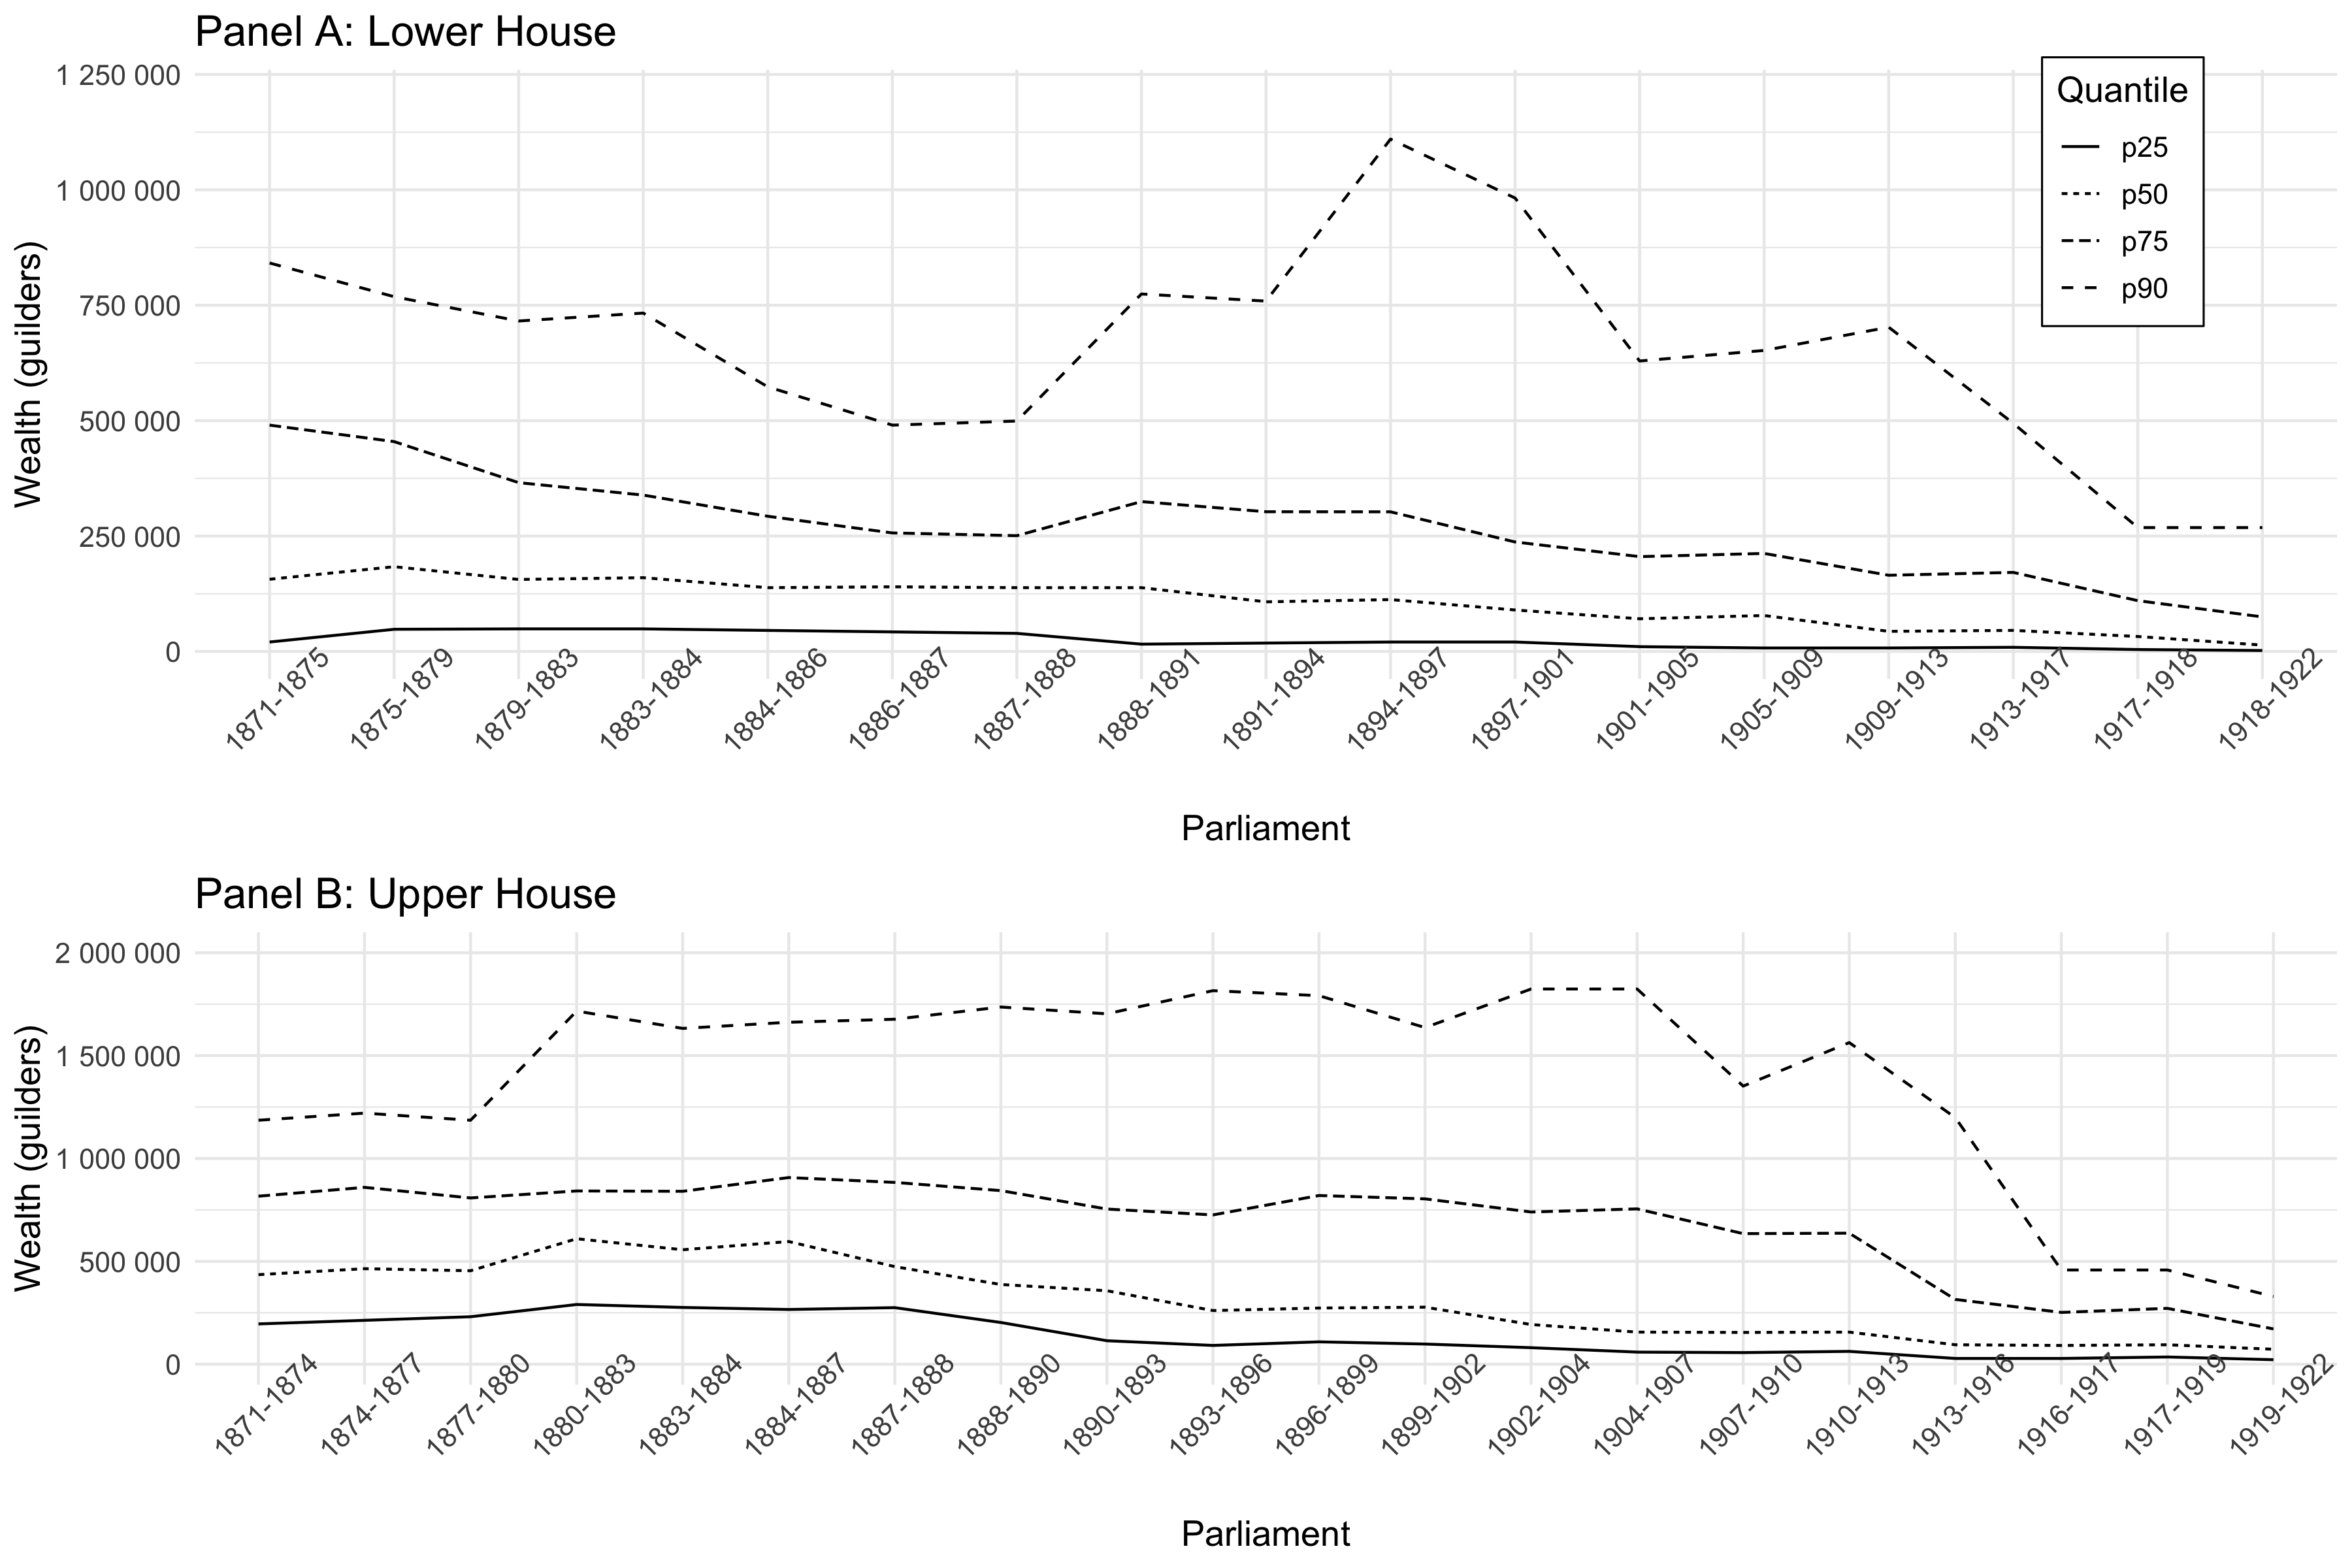 Panel A: Lower House
Quantile
p25
p50
p75
p90
Wealth (guilders)
1 250 000
1 000 000
750 000
500 000
250 000
0
1871-1875
1875-1879
1879-1883
1883-1884
1884-1886
1886-1887
1887-1888
1888-1891
1891-1894
1894-1897
1897-1901
1901-1905
1905-1909
1909-1913
1913-1917
1917-1918
1918-1922
Parliament
Panel B: Upper House
Wealth (guilders)
2 000 000
1 500 000
1 000 000
500 000
0
1871-1874
1874-1877
1877-1880
1880-1883
1883-1884
1884-1887
1887-1888
1888-1890
1890-1893
1893-1896
1896-1899
1899-1902
1902-1904
1904-1907
1907-1910
1910-1913
1913-1916
1916-1917
1917-1919
1919-1922
Parliament